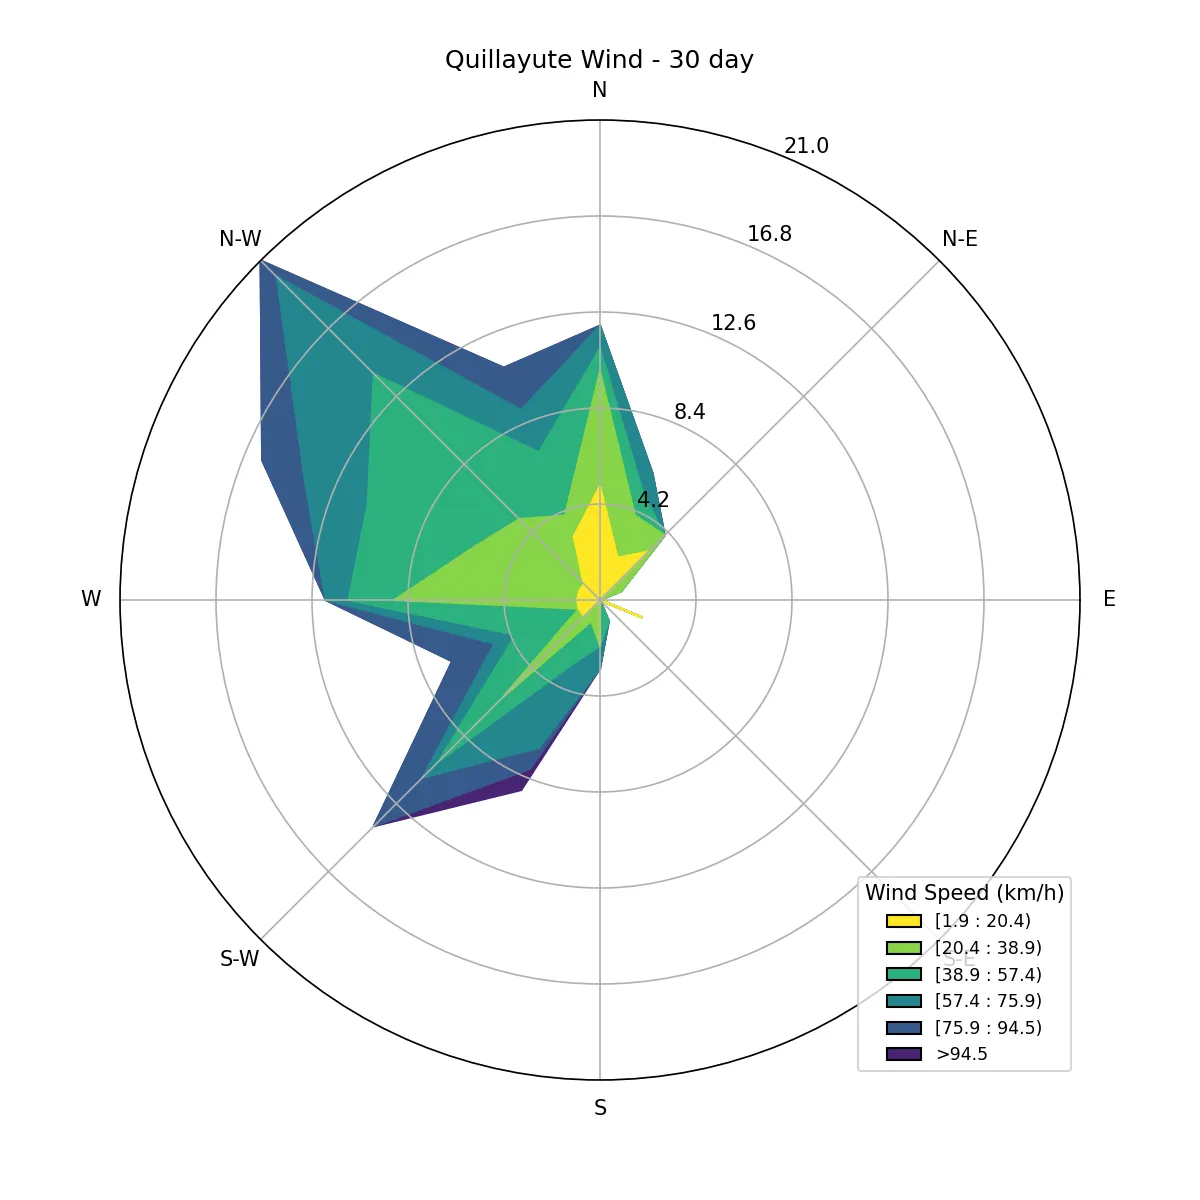 Quillayute Wind - 30 day
N
21.0
16.8
N-W
N-E
12.6
8.4
4.2
W
E
S-W
S-E
Wind Speed (km/h)
[1.9 : 20.4)
[20.4 : 38.9)
[38.9 : 57.4)
[57.4 : 75.9)
[75.9 : 94.5)
>94.5
S